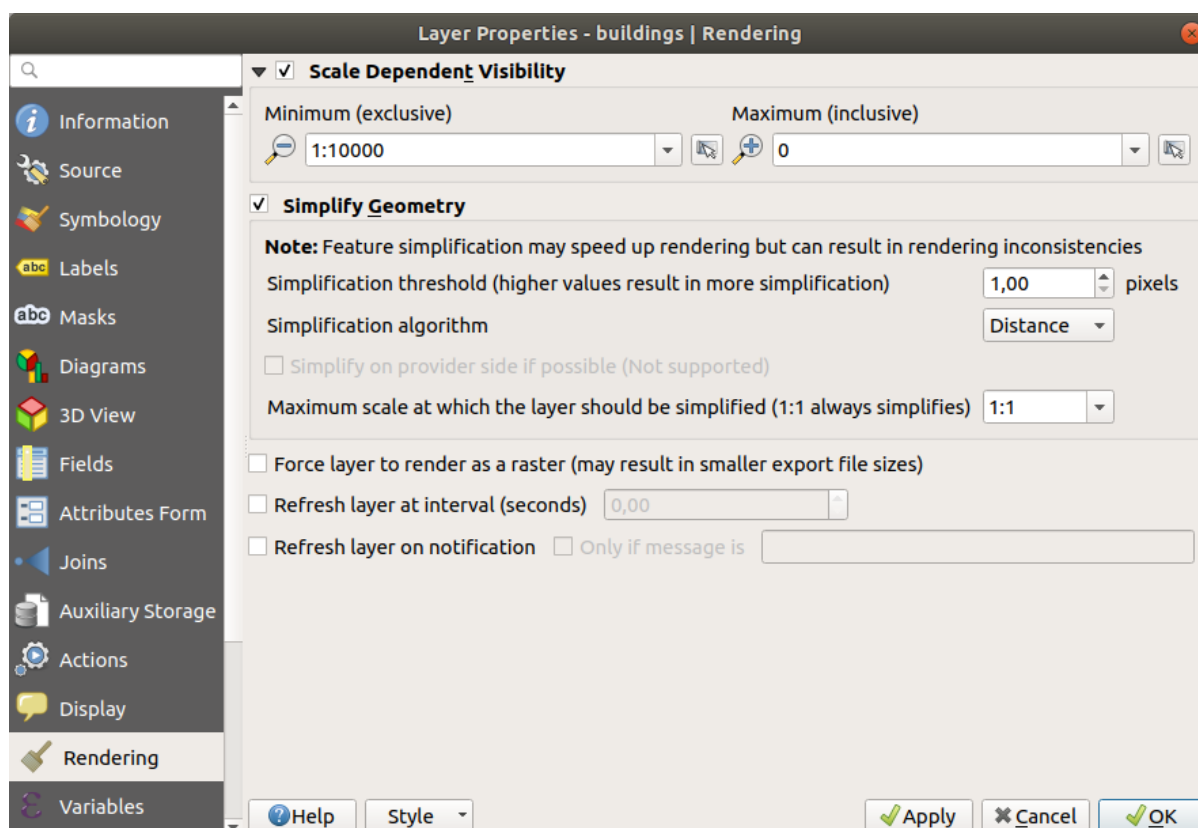 Layer Properties - buildings | Rendering
Information
Source
Symbology
abc Labels
abc Masks
Diagrams
3D View
Fields
Attributes Form
Joins
Auxiliary Storage
Actions
Display
Rendering
Variables
Scale Dependent Visibility
Minimum (exclusive) Maximum (inclusive)
1:10000 0
Simplify Geometry
Note: Feature simplification may speed up rendering but can result in rendering inconsistencies
Simplification threshold (higher values result in more simplification) 1,00 pixels
Simplification algorithm Distance
Simplify on provider side if possible (Not supported)
Maximum scale at which the layer should be simplified (1:1 always simplifies) 1:1
Force layer to render as a raster (may result in smaller export file sizes)
Refresh layer at interval (seconds) 0,00
Refresh layer on notification Only if message is
Help Style Apply Cancel OK